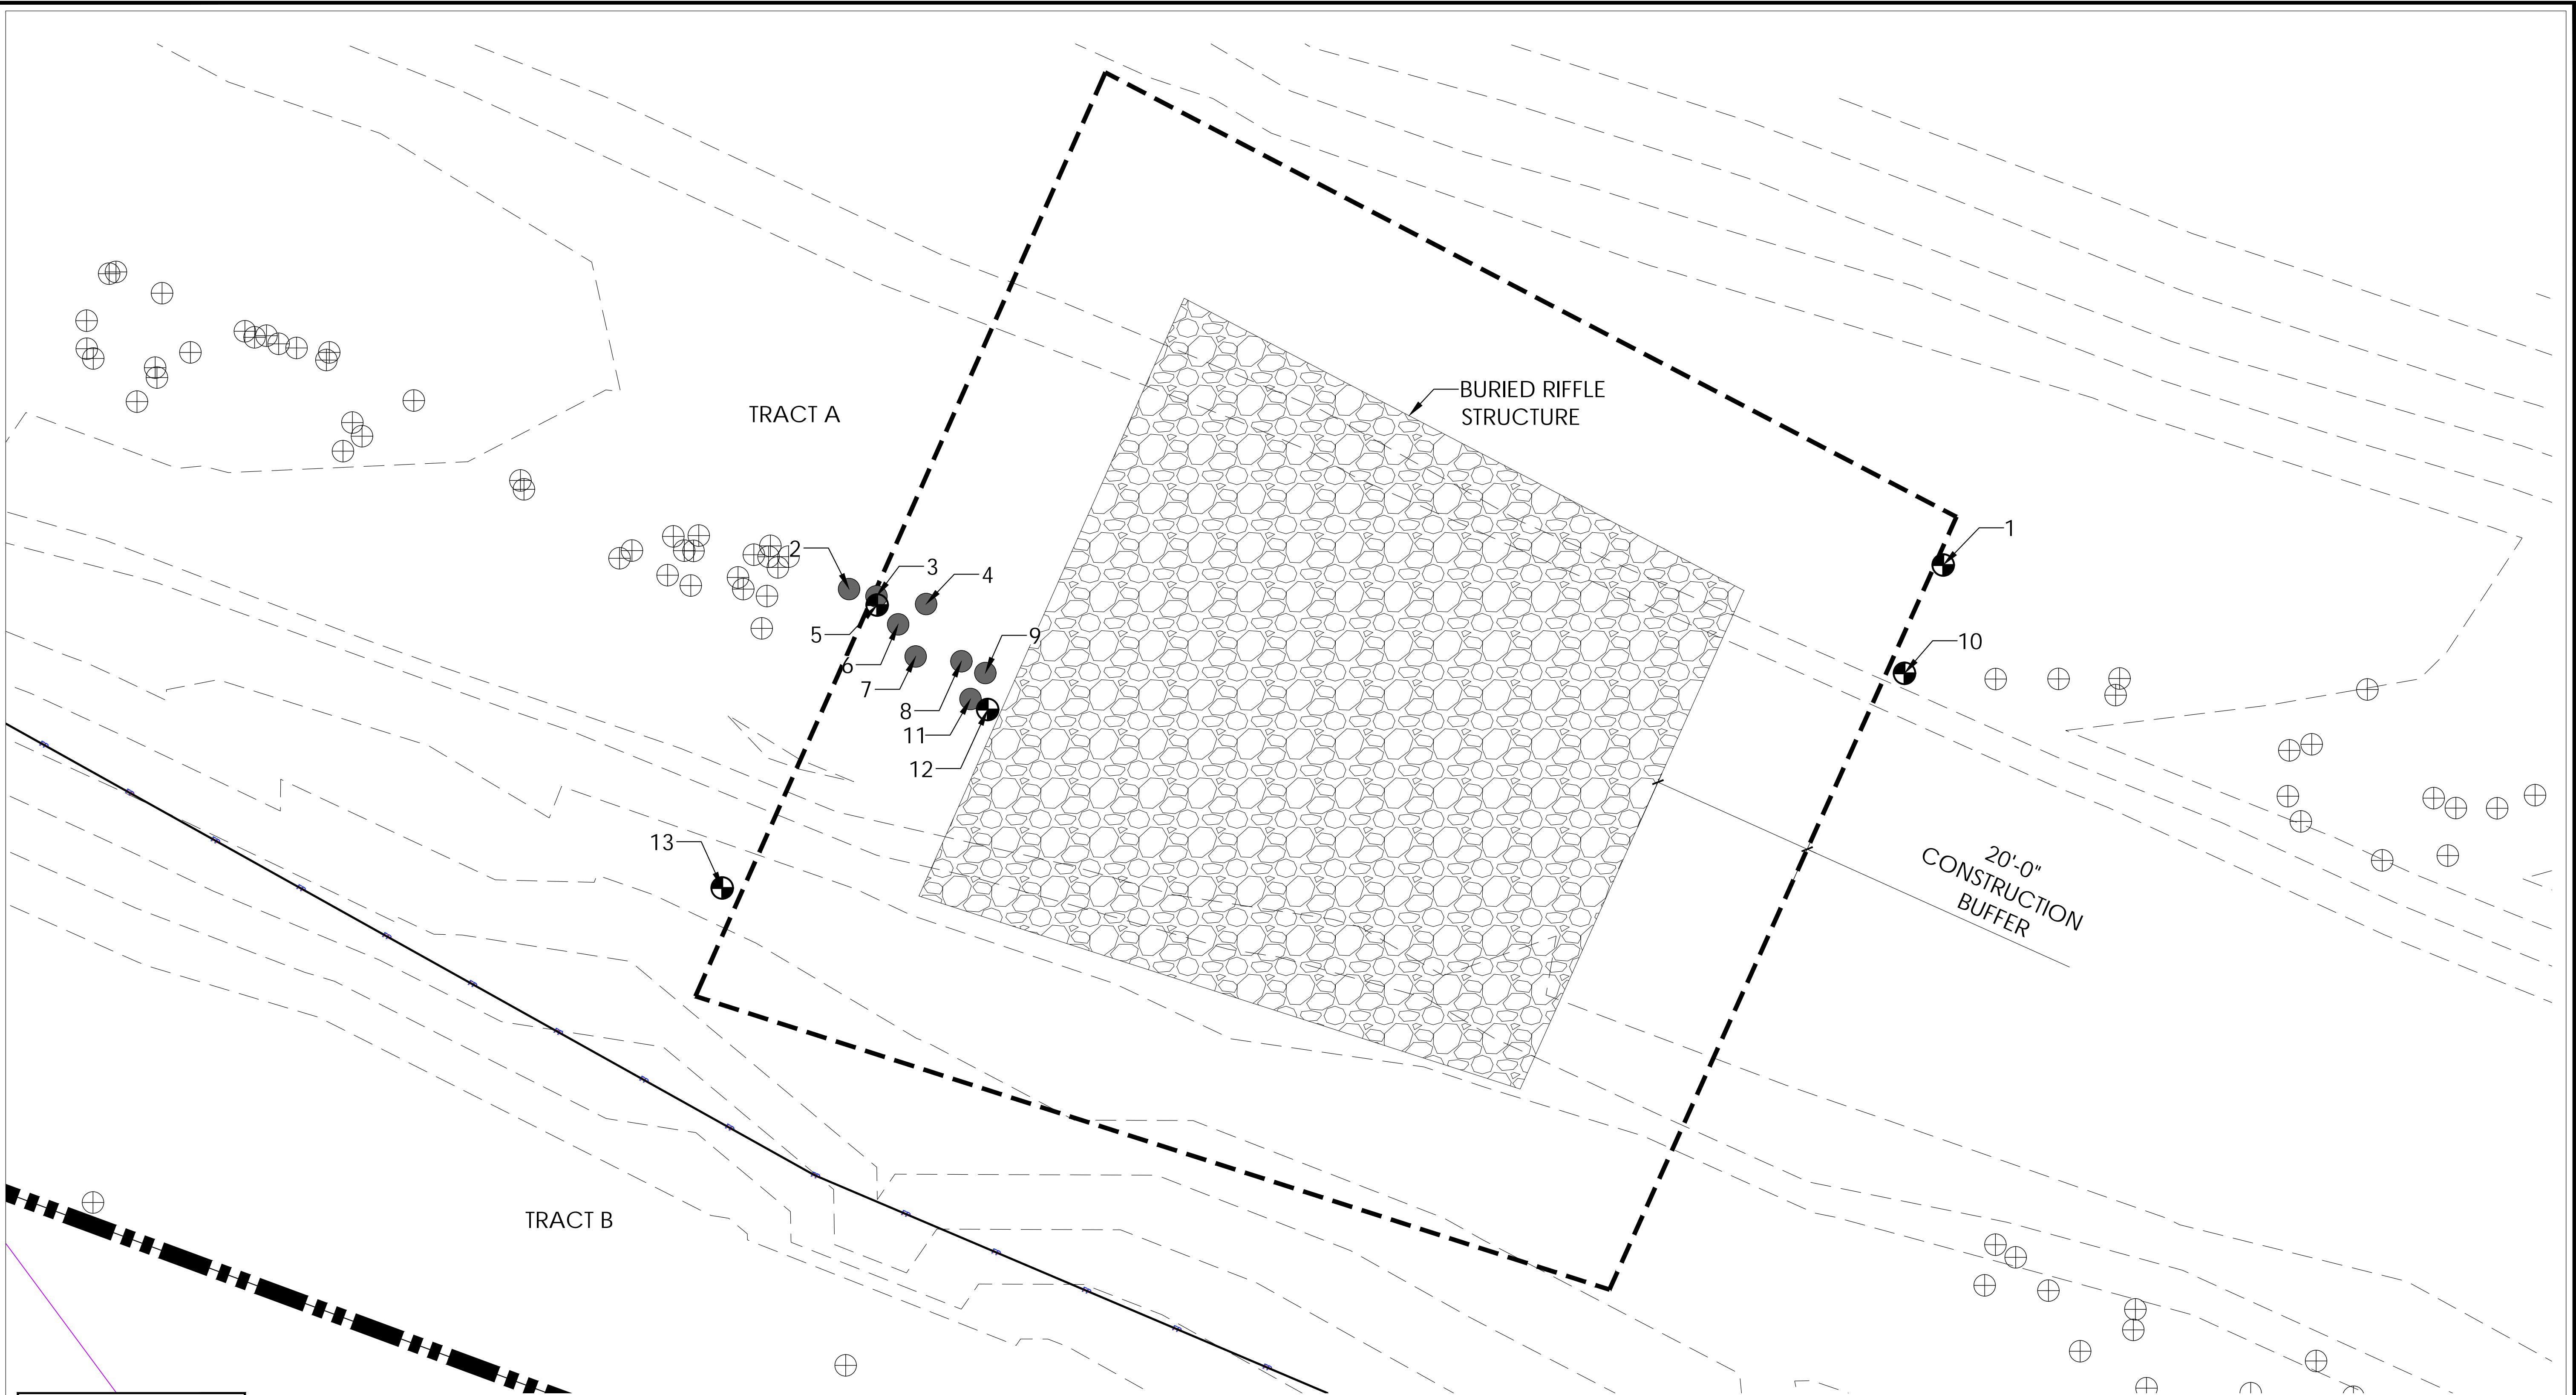 BURIED RIFFLE
STRUCTURE
TRACT A
1
2
3
4
5
9
10
6
7
8
11
12
13
20'-0"
CONSTRUCTION
BUFFER
TRACT B